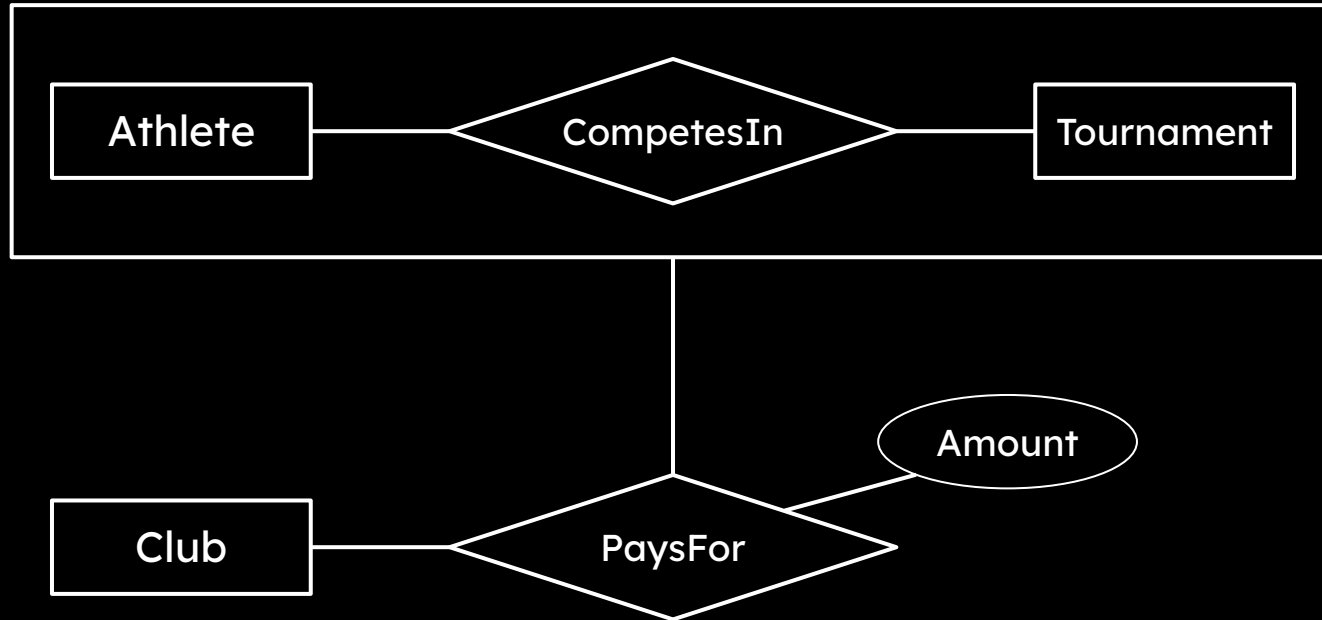 Athlete
CompetesIn
Tournament
Amount
Club
PaysFor